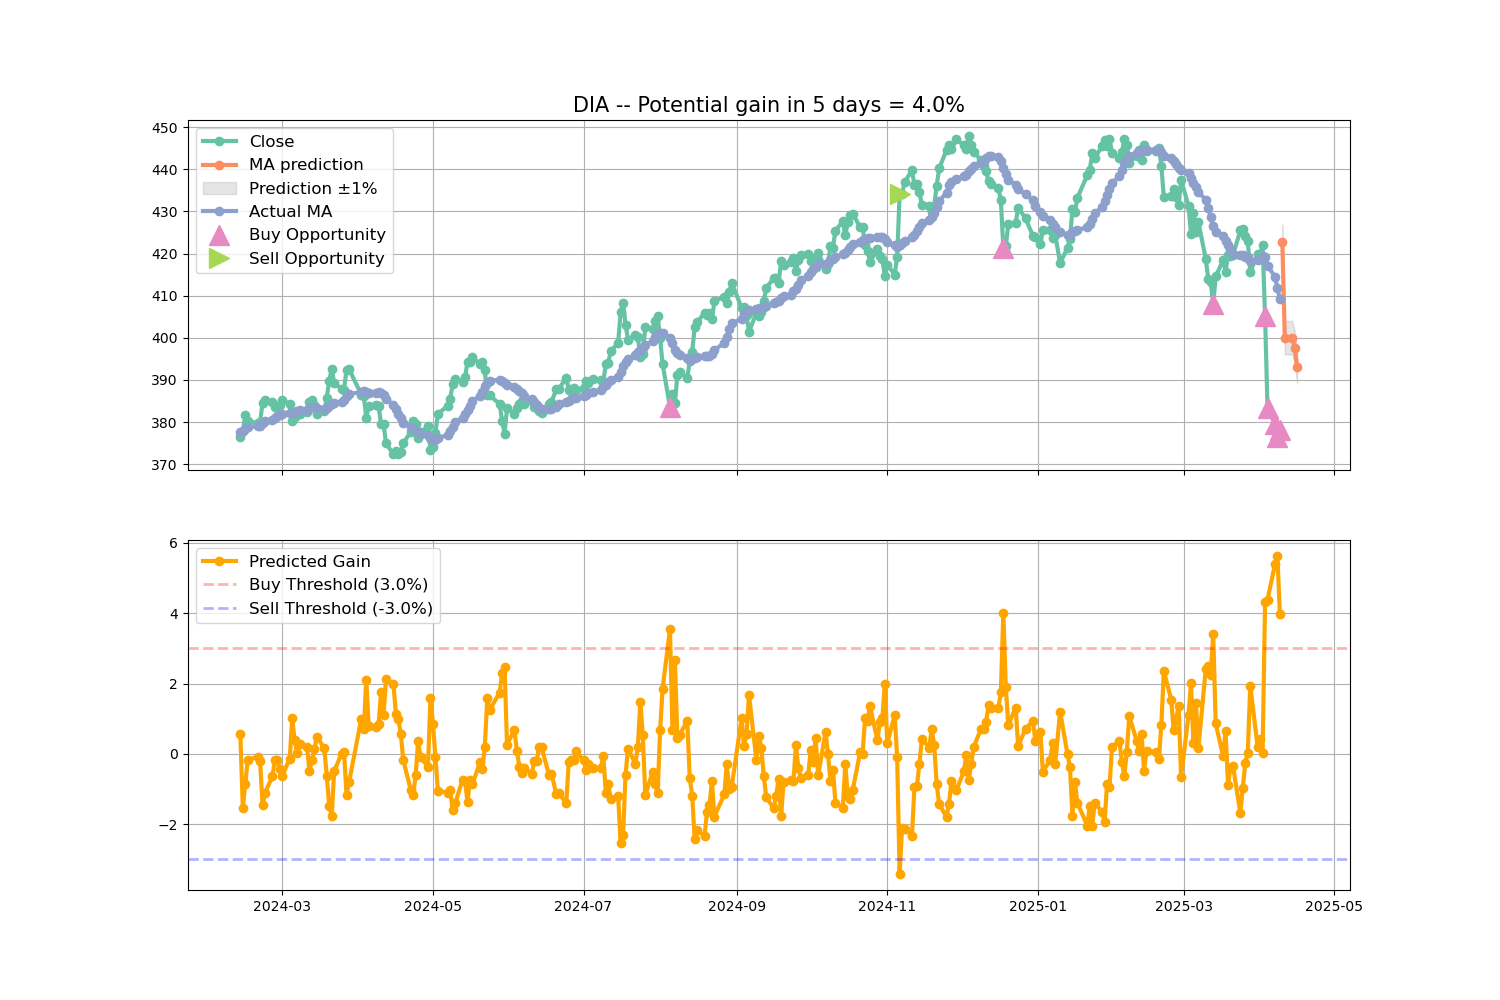 DIA -- Potential gain in 5 days = 4.0%
450
440
430
420
410
400
390
380
370
Close
MA prediction
Prediction ±1%
Actual MA
Buy Opportunity
Sell Opportunity
6
4
2
0
−2
Predicted Gain
Buy Threshold (3.0%)
Sell Threshold (-3.0%)
2024-03
2024-05
2024-07
2024-09
2024-11
2025-01
2025-03
2025-05